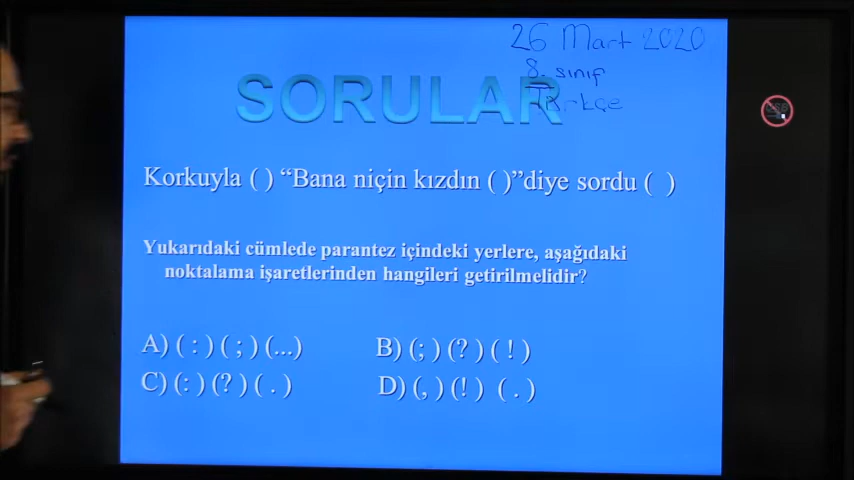 26 Mart 2020
8. sınıf
Türkçe
SORULAR
Korkuyla ( ) “Bana niçin kızdın ( )”diye sordu ( )
Yukarıdaki cümlede parantez içindeki yerlere, aşağıdaki
noktalama işaretlerinden hangileri getirilmelidir?
A) ( : ) ( ; ) (...)
B) (; ) (? ) ( ! )
C) (: ) (? ) ( . )
D) (, ) (! ) ( . )